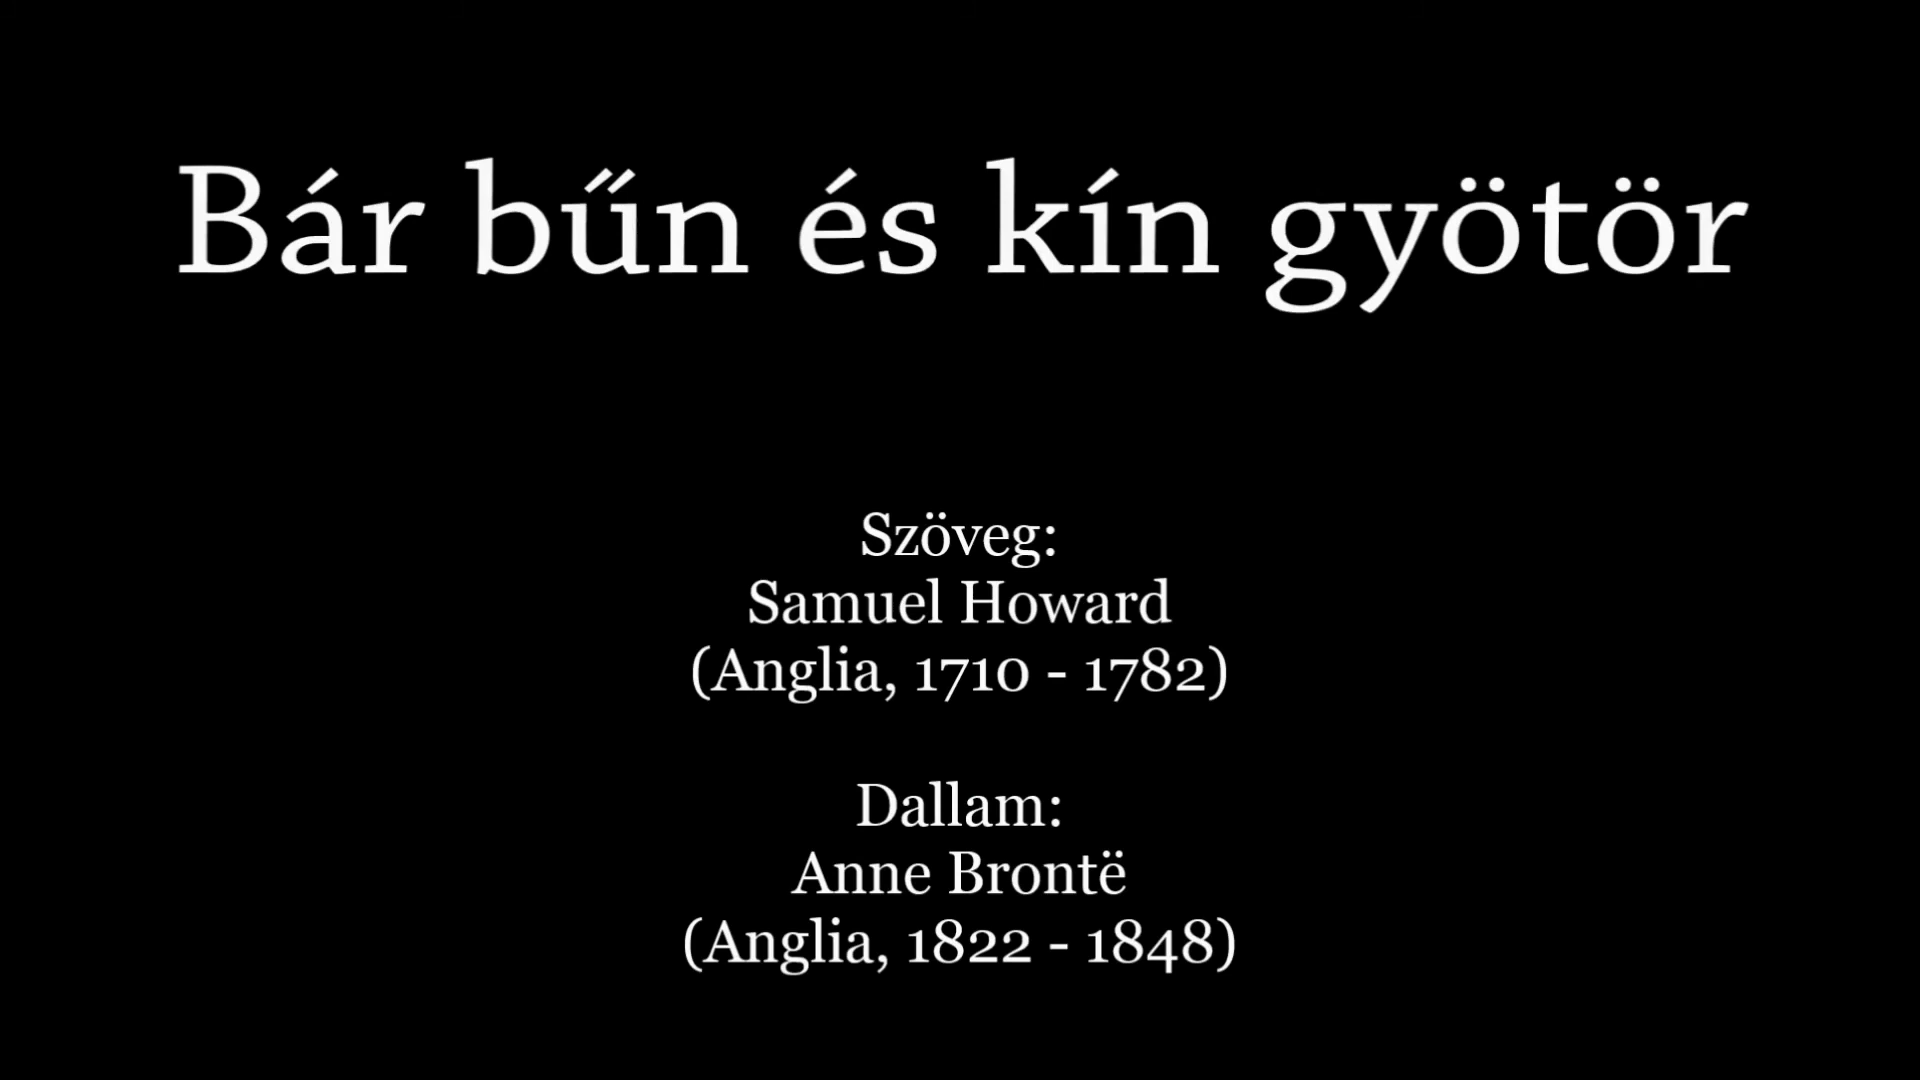 Bár bűn és kín gyötör
Szöveg:
Samuel Howard
(Anglia, 1710 - 1782)
Dallam:
Anne Brontë
(Anglia, 1822 - 1848)